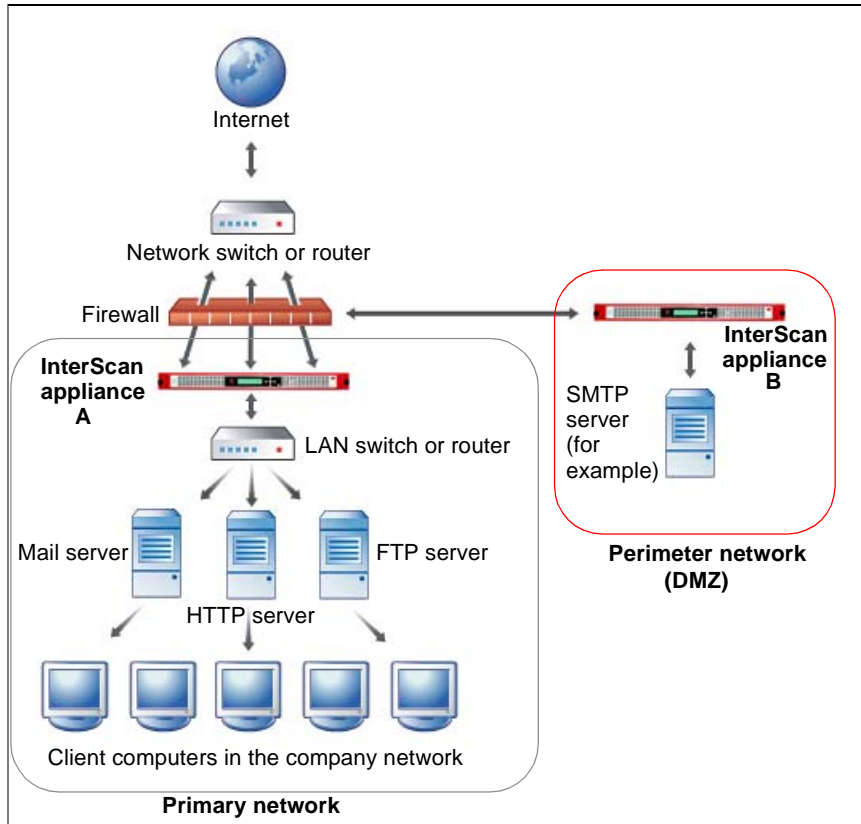 Internet
Network switch or router
Firewall
InterScan
appliance
A
InterScan
appliance
B
SMTP
server
(for
example)
LAN switch or router
Mail server
FTP server
HTTP server
Perimeter network
(DMZ)
Client computers in the company network
Primary network